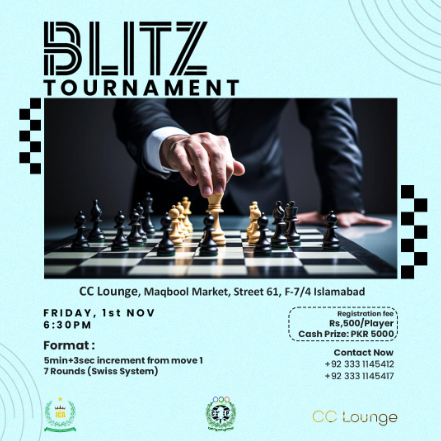 BLITZ
TOURNAMENT
CC Lounge, Maqbool Market, Street 61, F-7/4 Islamabad
FRIDAY, 1st NOV
6:30PM
Format :
5min+3sec increment from move 1
7 Rounds (Swiss System)
Registration fee
Rs,500/Player
Cash Prize: PKR 5000
Contact Now
+92 333 1145412
+92 333 1145417
CC Lounge